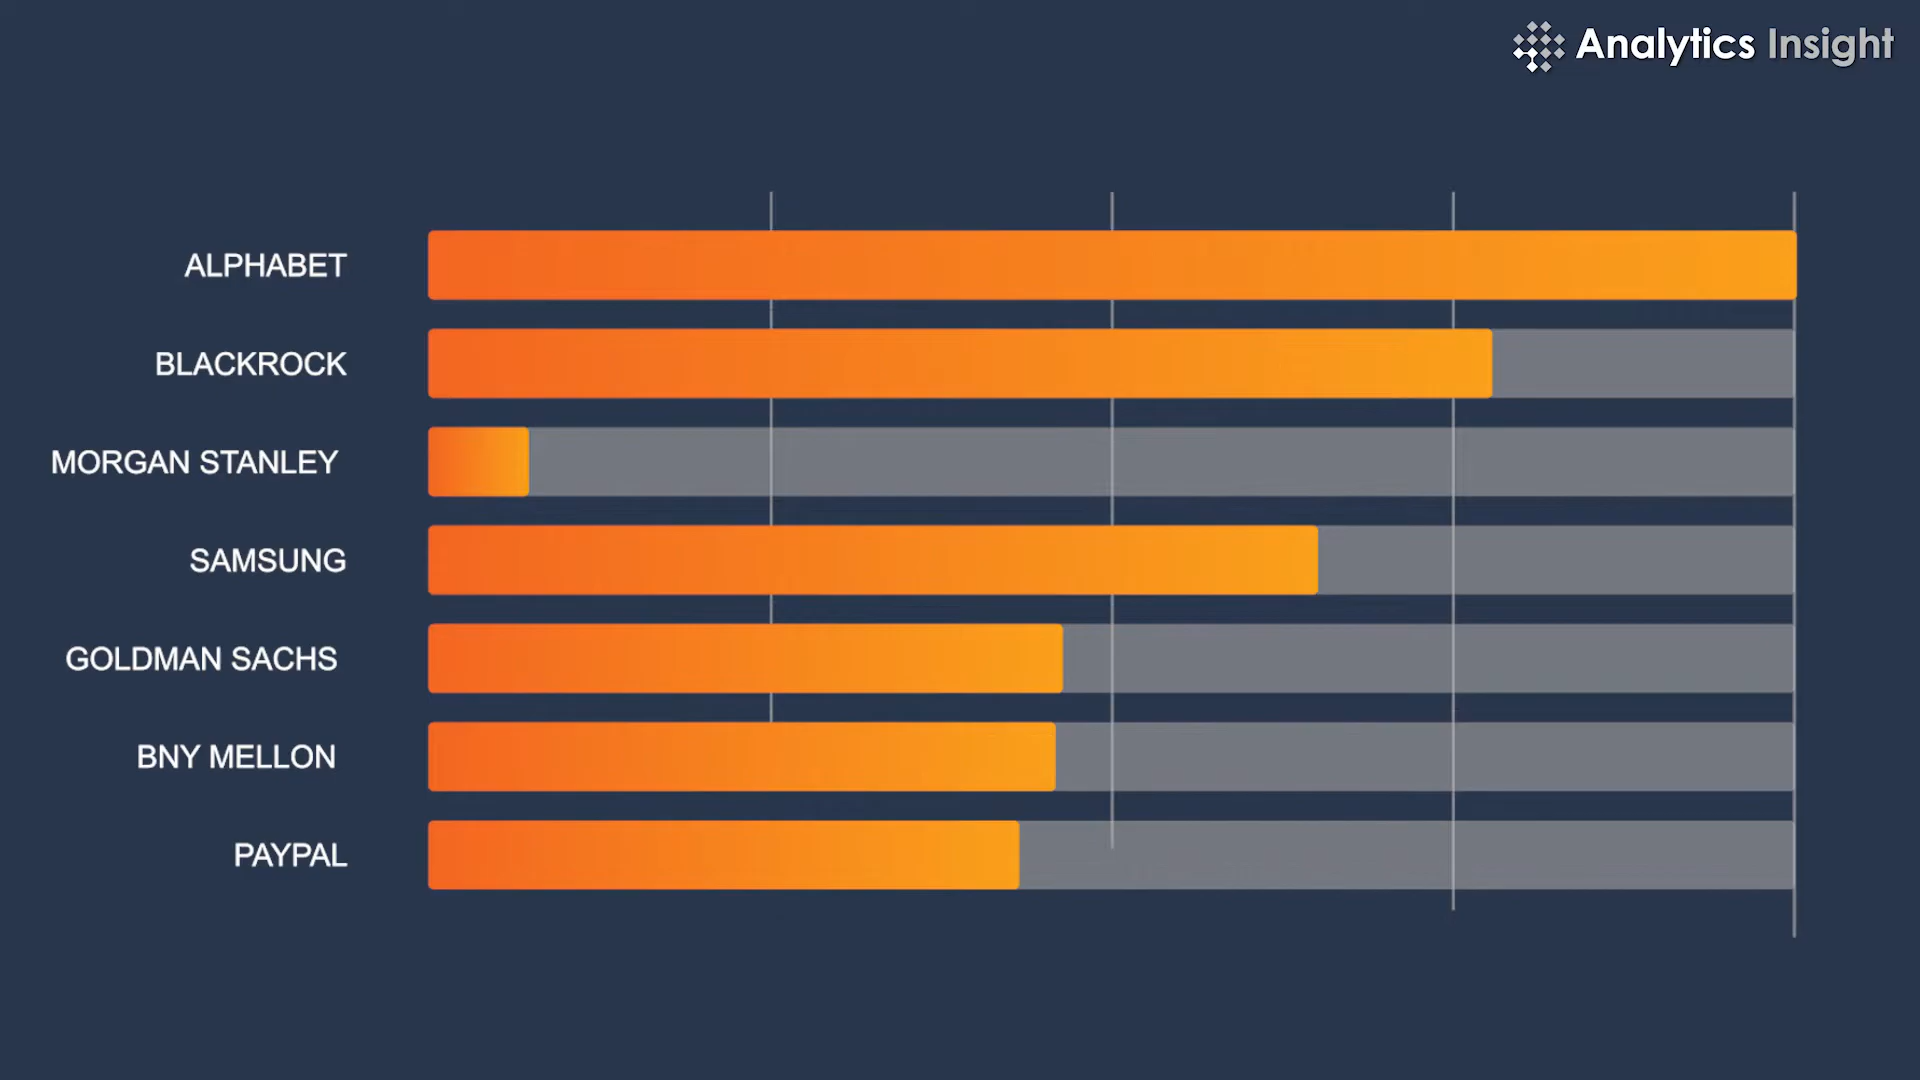 Analytics Insight
ALPHABET
BLACKROCK
MORGAN STANLEY
SAMSUNG
GOLDMAN SACHS
BNY MELLON
PAYPAL